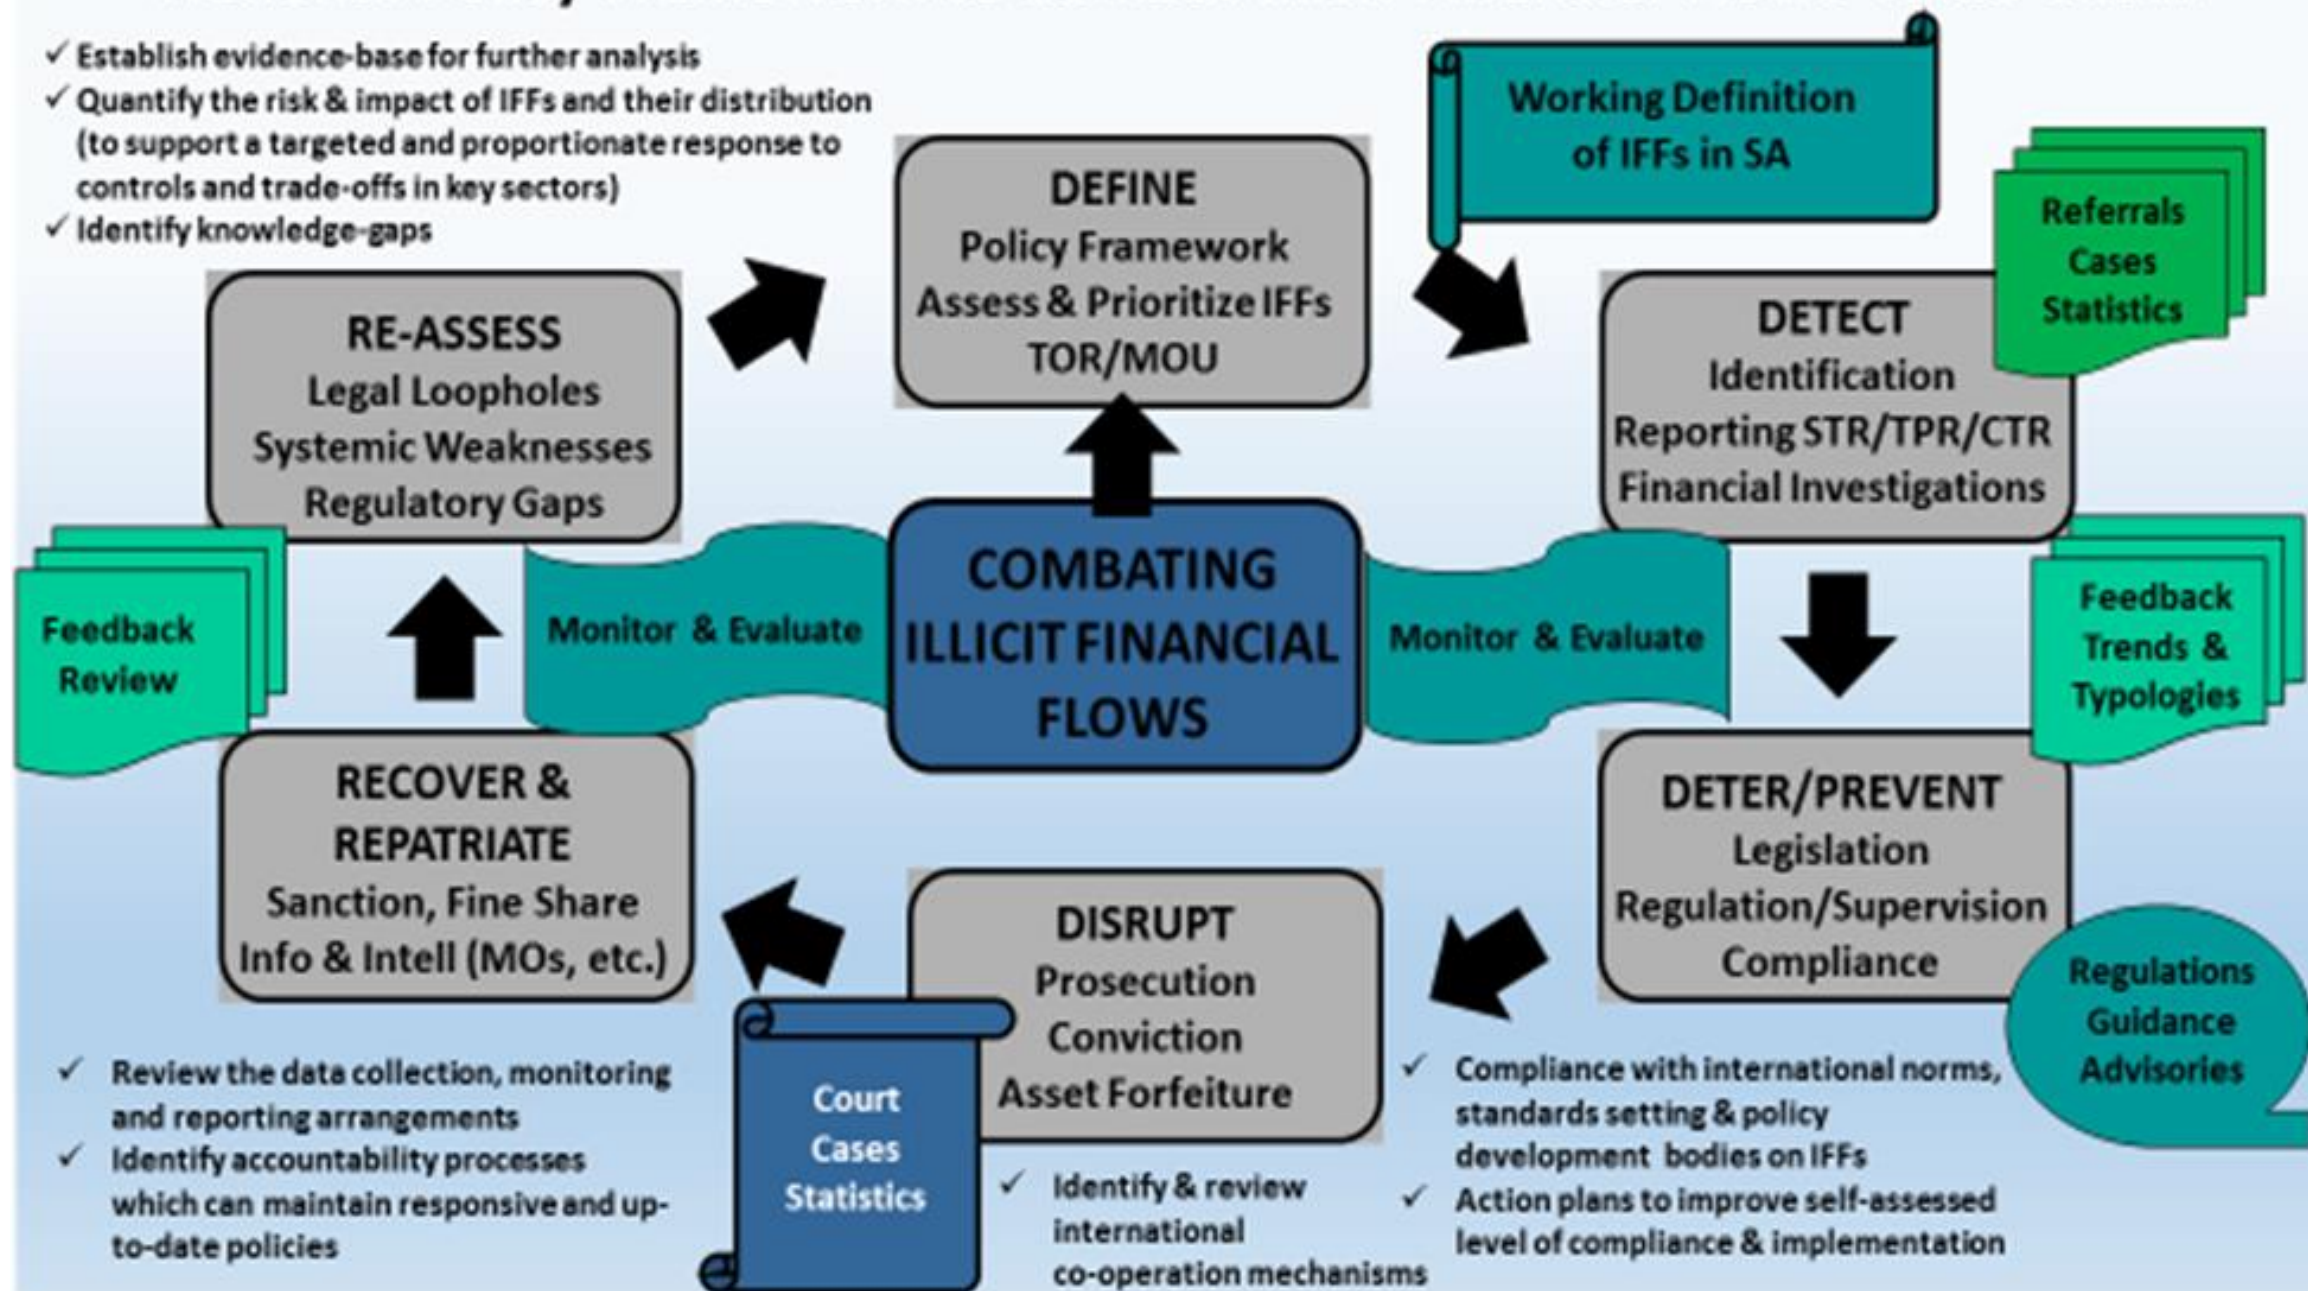 ✓ Establish evidence-base for further analysis
✓ Quantify the risk & impact of IFFs and their distribution
(to support a targeted and proportionate response to
controls and trade-offs in key sectors)
✓ Identify knowledge-gaps
DEFINE
Policy Framework
Assess & Prioritize IFFs
TOR/MOU
Working Definition
of IFFs in SA
Referrals
Cases
Statistics
DETECT
Identification
Reporting STR/TPR/CTR
Financial Investigations
RE-ASSESS
Legal Loopholes
Systemic Weaknesses
Regulatory Gaps
Feedback
Review
Monitor & Evaluate
COMBATING
ILLICIT FINANCIAL
FLOWS
Monitor & Evaluate
Feedback
Trends &
Typologies
DETER/PREVENT
Legislation
Regulation/Supervision
Compliance
Regulations
Guidance
Advisories
RECOVER &
REPATRIATE
Sanction, Fine Share
Info & Intell (MOs, etc.)
DISRUPT
Prosecution
Conviction
Asset Forfeiture
Court
Cases
Statistics
✓ Review the data collection, monitoring
and reporting arrangements
✓ Identify accountability processes
which can maintain responsive and up-
to-date policies
✓ Identify & review
international
co-operation mechanisms
✓ Compliance with international norms,
standards setting & policy
development bodies on IFFs
✓ Action plans to improve self-assessed
level of compliance & implementation